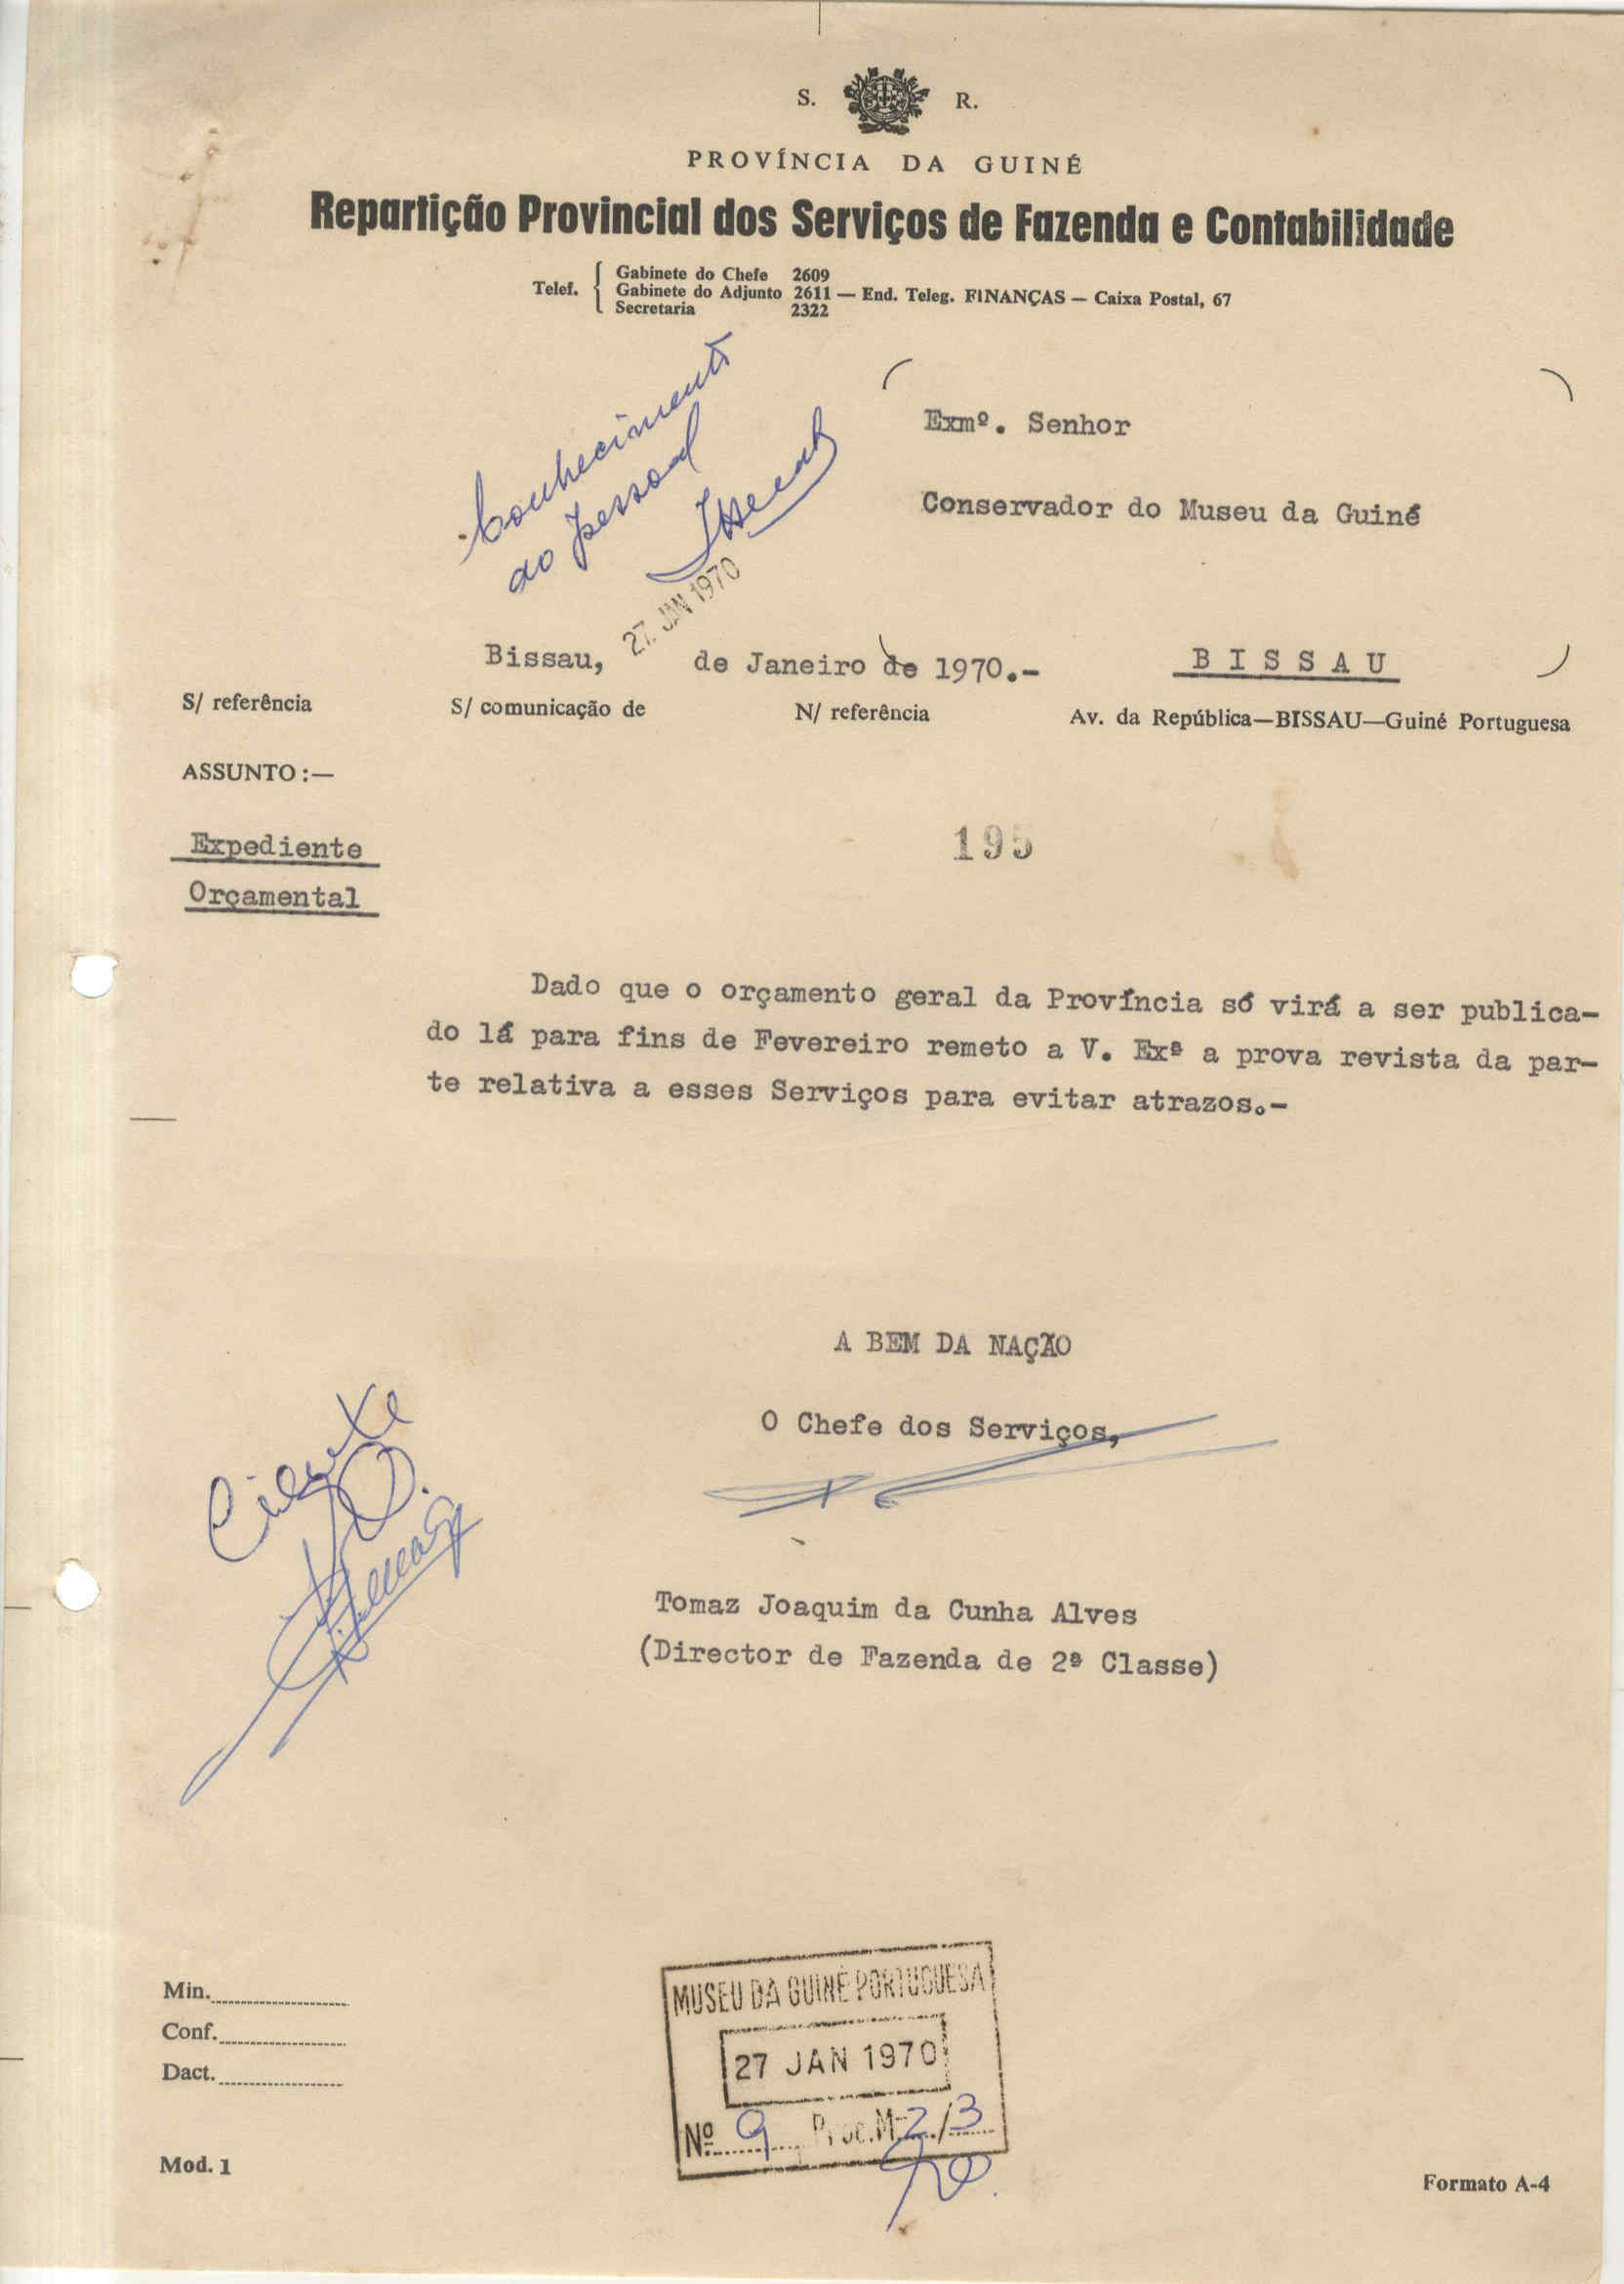 S. R.
PROVÍNCIA DA GUINÉ
Repartição Provincial dos Serviços de Fazenda e Contabilidade
Telef. { Gabinete do Chefe 2609
Gabinete do Adjunto 2611 — End. Teleg. FINANÇAS — Caixa Postal, 67
Secretaria 2322
Conhecimento
ao pessoal
27. JAN 1970
Exmº. Senhor
Conservador do Museu da Guiné
Bissau, de Janeiro de 1970.-
B I S S A U
S/ referência S/ comunicação de N/ referência Av. da República—BISSAU—Guiné Portuguesa
ASSUNTO :—
Expediente
Orçamental
195
Dado que o orçamento geral da Província só virá a ser publica-
do lá para fins de Fevereiro remeto a V. Exª a prova revista da par-
te relativa a esses Serviços para evitar atrazos.-
A BEM DA NAÇÃO
O Chefe dos Serviços,
Ciente
Tomaz Joaquim da Cunha Alves
(Director de Fazenda de 2ª Classe)
Min.
Conf.
Dact.
MUSEU DA GUINÉ PORTUGUESA
27 JAN 1970
Nº 9 Proc. M. 2/3
Mod. 1
Formato A-4